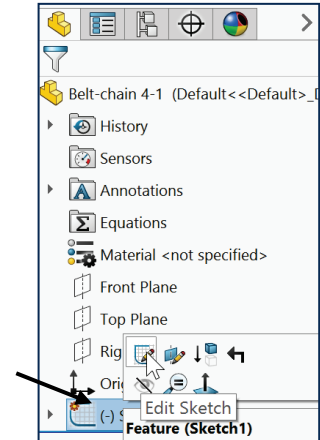 Belt-chain 4-1 (Default<<Default>_
History
Sensors
Annotations
Equations
Material <not specified>
Front Plane
Top Plane
Rig
Ori
(-) S
Edit Sketch
Feature (Sketch1)